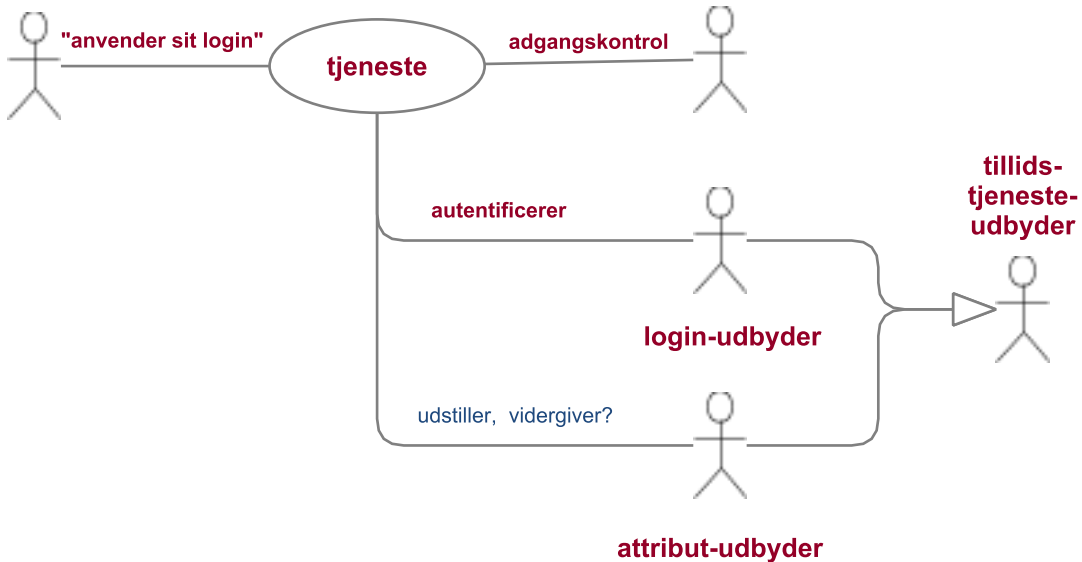 "anvender sit login"
tjeneste
adgangskontrol
tillids-
tjeneste-
udbyder
autentificerer
login-udbyder
udstiller, vidergiver?
attribut-udbyder